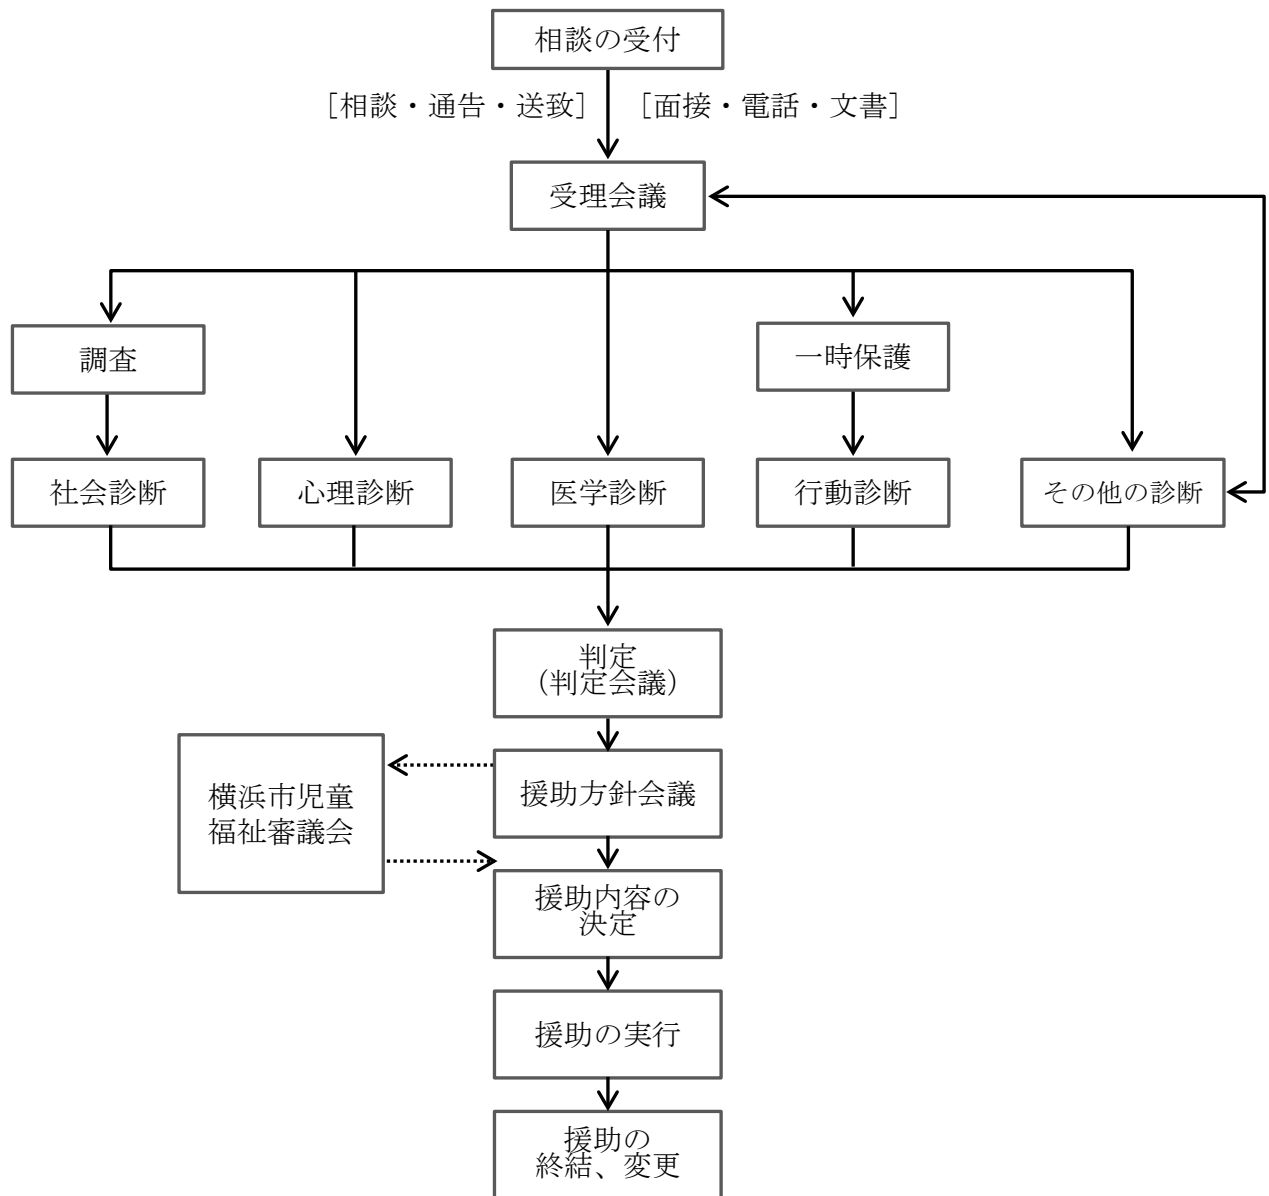 相談の受付
［相談・通告・送致］ ［面接・電話・文書］
受理会議
調査
一時保護
社会診断
心理診断
医学診断
行動診断
その他の診断
判定
（判定会議）
横浜市児童
福祉審議会
援助方針会議
援助内容の
決定
援助の実行
援助の
終結、変更